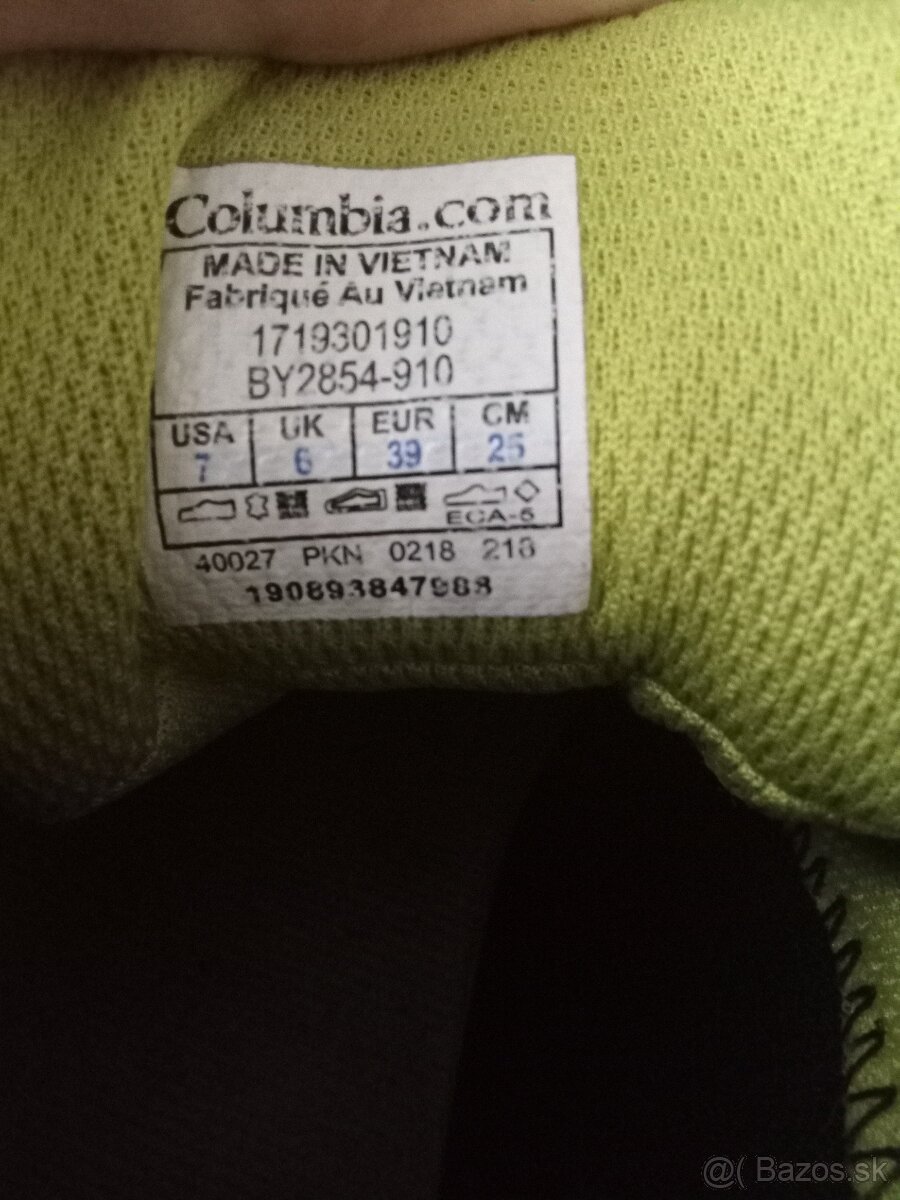 Columbia.com
MADE IN VIETNAM
Fabriqué Au Vietnam
1719301910
BY2854-910
USA UK EUR CM
7 6 39 25
ECA-5
40027 PKN 0218 218
190893847988
@( Bazos.sk